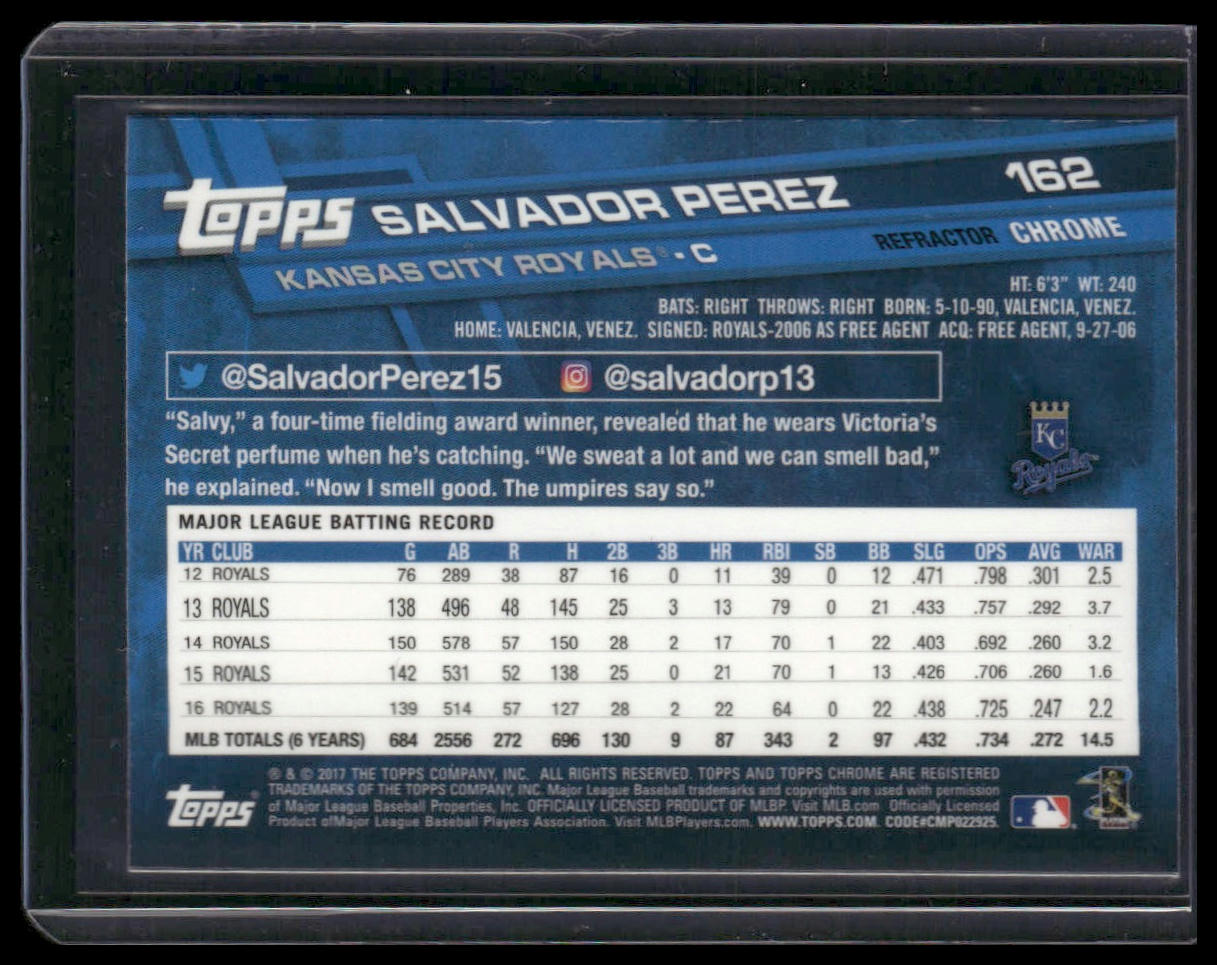 162
TOPPS SALVADOR PEREZ
REFRACTOR CHROME
KANSAS CITY ROYALS® • C
HT: 6'3" WT: 240
BATS: RIGHT THROWS: RIGHT BORN: 5-10-90, VALENCIA, VENEZ.
HOME: VALENCIA, VENEZ. SIGNED: ROYALS-2006 AS FREE AGENT ACQ: FREE AGENT, 9-27-06
@SalvadorPerez15 @salvadorp13
"Salvy," a four-time fielding award winner, revealed that he wears Victoria's
Secret perfume when he's catching. "We sweat a lot and we can smell bad,"
he explained. "Now I smell good. The umpires say so."
KC
Royals
MAJOR LEAGUE BATTING RECORD
YR CLUB G AB R H 2B 3B HR RBI SB BB SLG OPS AVG WAR
12 ROYALS 76 289 38 87 16 0 11 39 0 12 .471 .798 .301 2.5
13 ROYALS 138 496 48 145 25 3 13 79 0 21 .433 .757 .292 3.7
14 ROYALS 150 578 57 150 28 2 17 70 1 22 .403 .692 .260 3.2
15 ROYALS 142 531 52 138 25 0 21 70 1 13 .426 .706 .260 1.6
16 ROYALS 139 514 57 127 28 2 22 64 0 22 .438 .725 .247 2.2
MLB TOTALS (6 YEARS) 684 2556 272 696 130 9 87 343 2 97 .432 .734 .272 14.5
® & © 2017 THE TOPPS COMPANY, INC. ALL RIGHTS RESERVED. TOPPS AND TOPPS CHROME ARE REGISTERED
TRADEMARKS OF THE TOPPS COMPANY, INC. Major League Baseball trademarks and copyrights are used with permission
of Major League Baseball Properties, Inc. OFFICIALLY LICENSED PRODUCT OF MLBP. Visit MLB.com Officially Licensed
Product ofMajor League Baseball Players Association. Visit MLBPlayers.com. WWW.TOPPS.COM. CODE#CMP022925.
TOPPS®